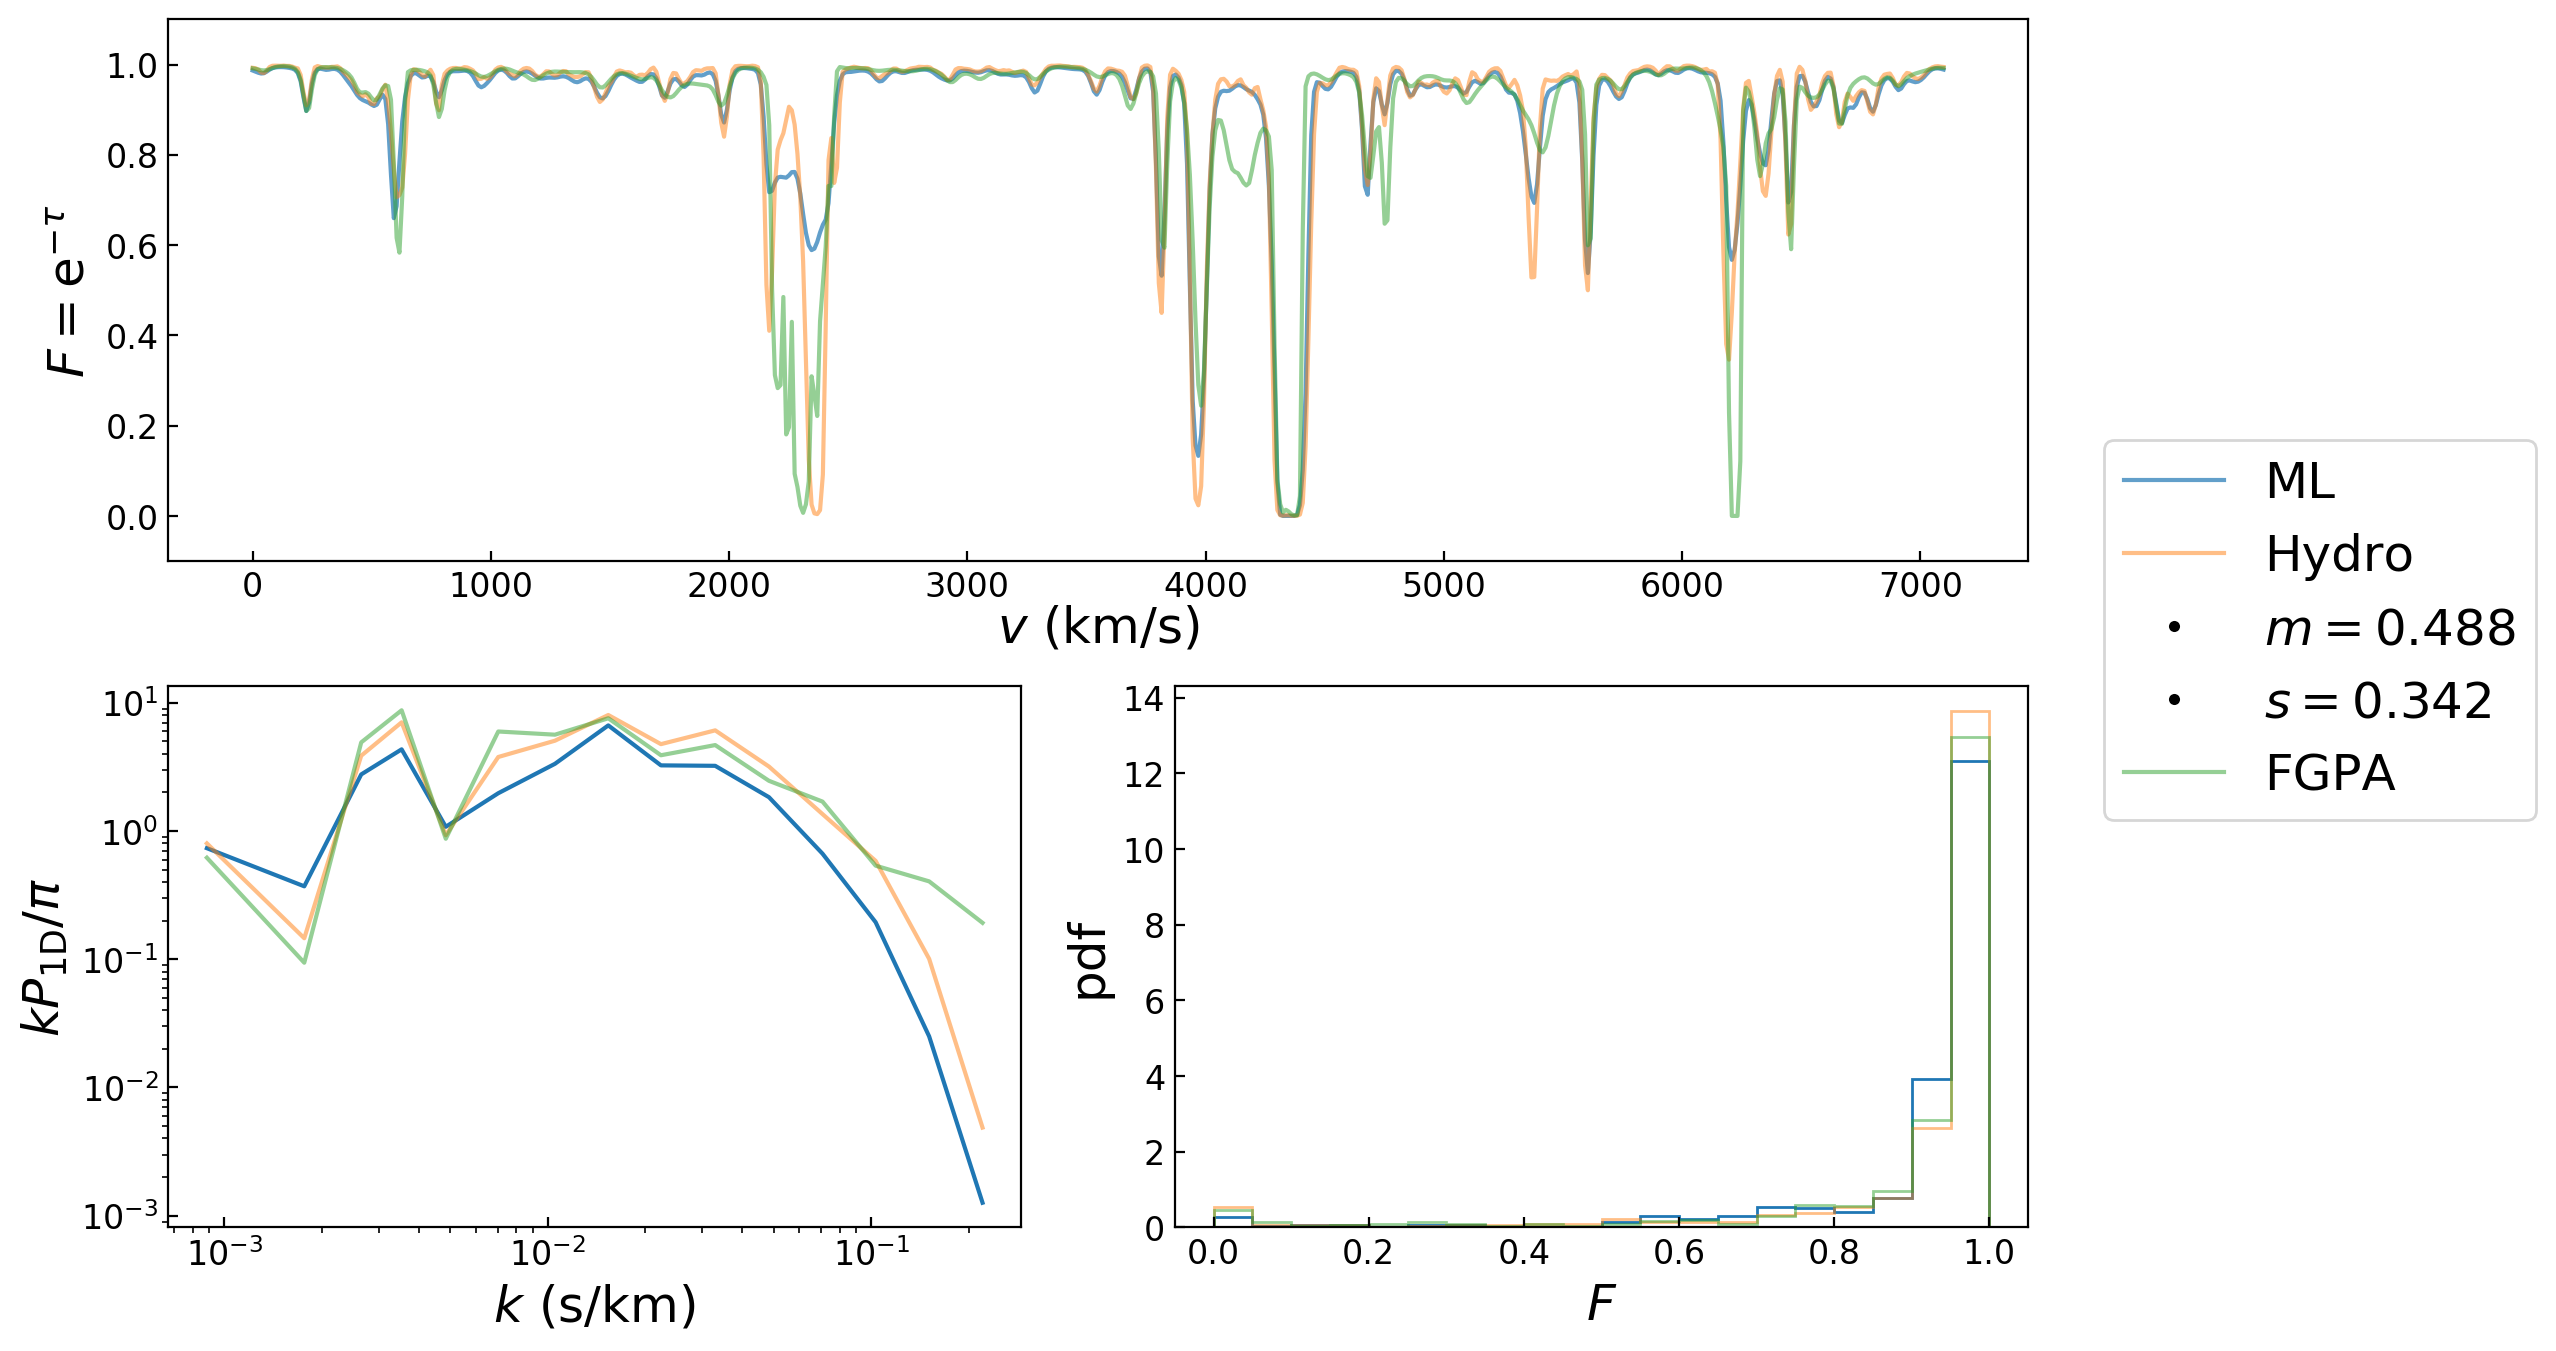 1.0
0.8
0.6
0.4
0.2
0.0
F = e^{−τ}
0 1000 2000 3000 4000 5000 6000 7000
v (km/s)
ML
Hydro
m = 0.488
s = 0.342
FGPA
10^1
10^0
10^{−1}
10^{−2}
10^{−3}
kP_{1D}/π
10^{−3} 10^{−2} 10^{−1}
k (s/km)
14
12
10
8
6
4
2
0
pdf
0.0 0.2 0.4 0.6 0.8 1.0
F